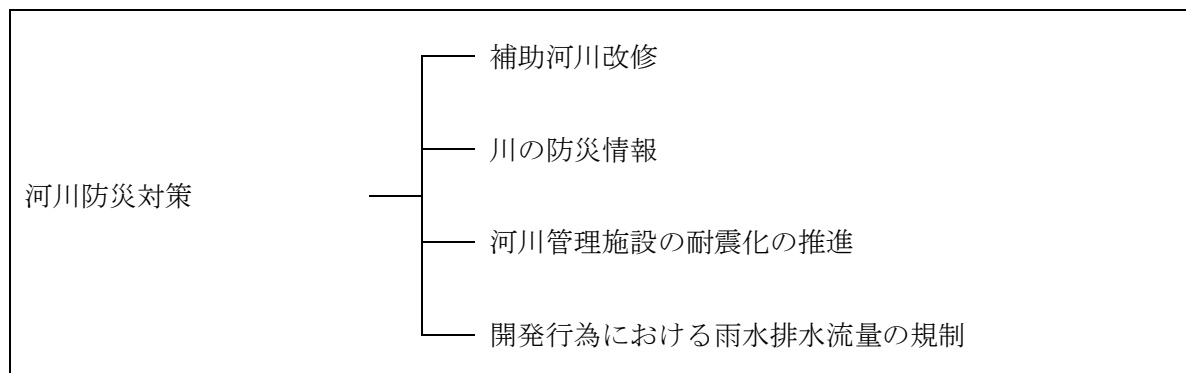 河川防災対策
補助河川改修
川の防災情報
河川管理施設の耐震化の推進
開発行為における雨水排水流量の規制